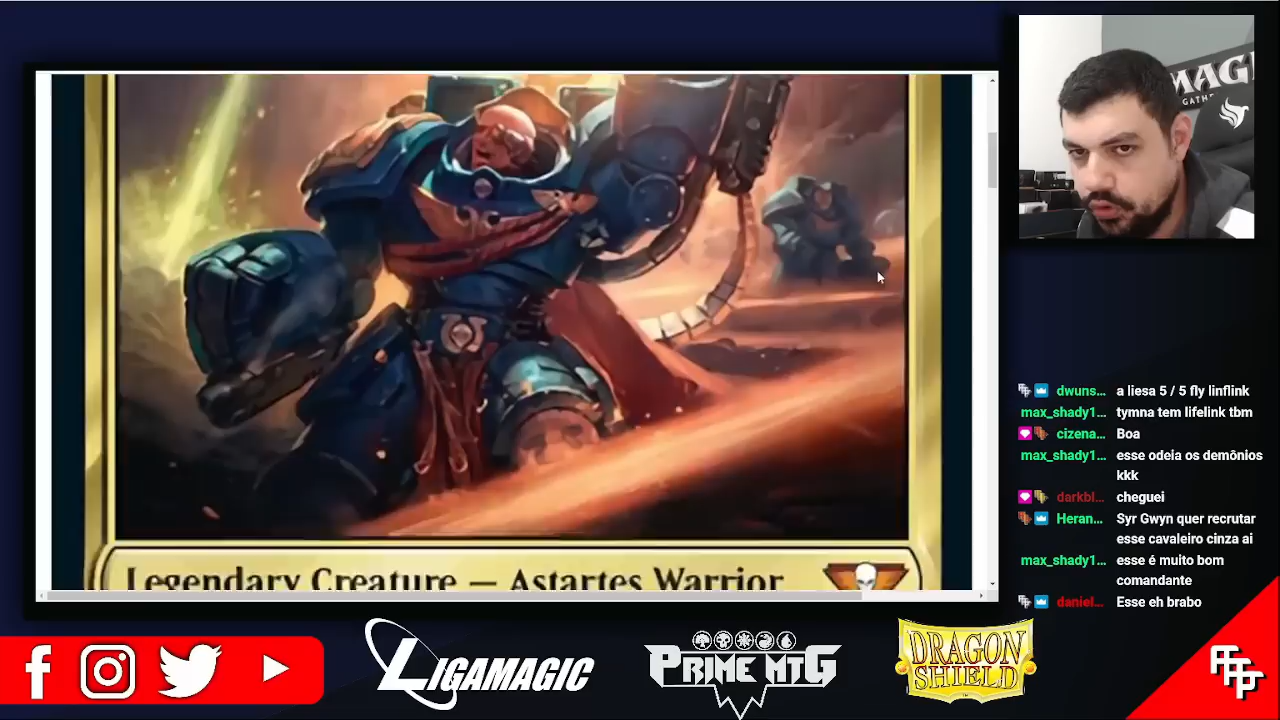 MAGI
GATHE
dwuns... a liesa 5 / 5 fly linflink
max_shady1... tymna tem lifelink tbm
cizena... Boa
max_shady1... esse odeia os demônios
kkk
darkbl... cheguei
Heran... Syr Gwyn quer recrutar
esse cavaleiro cinza ai
max_shady1... esse é muito bom
comandante
daniel... Esse eh brabo
Legendary Creature — Astartes Warrior
LIGAMAGIC
PRIME MTG
DRAGON
SHIELD